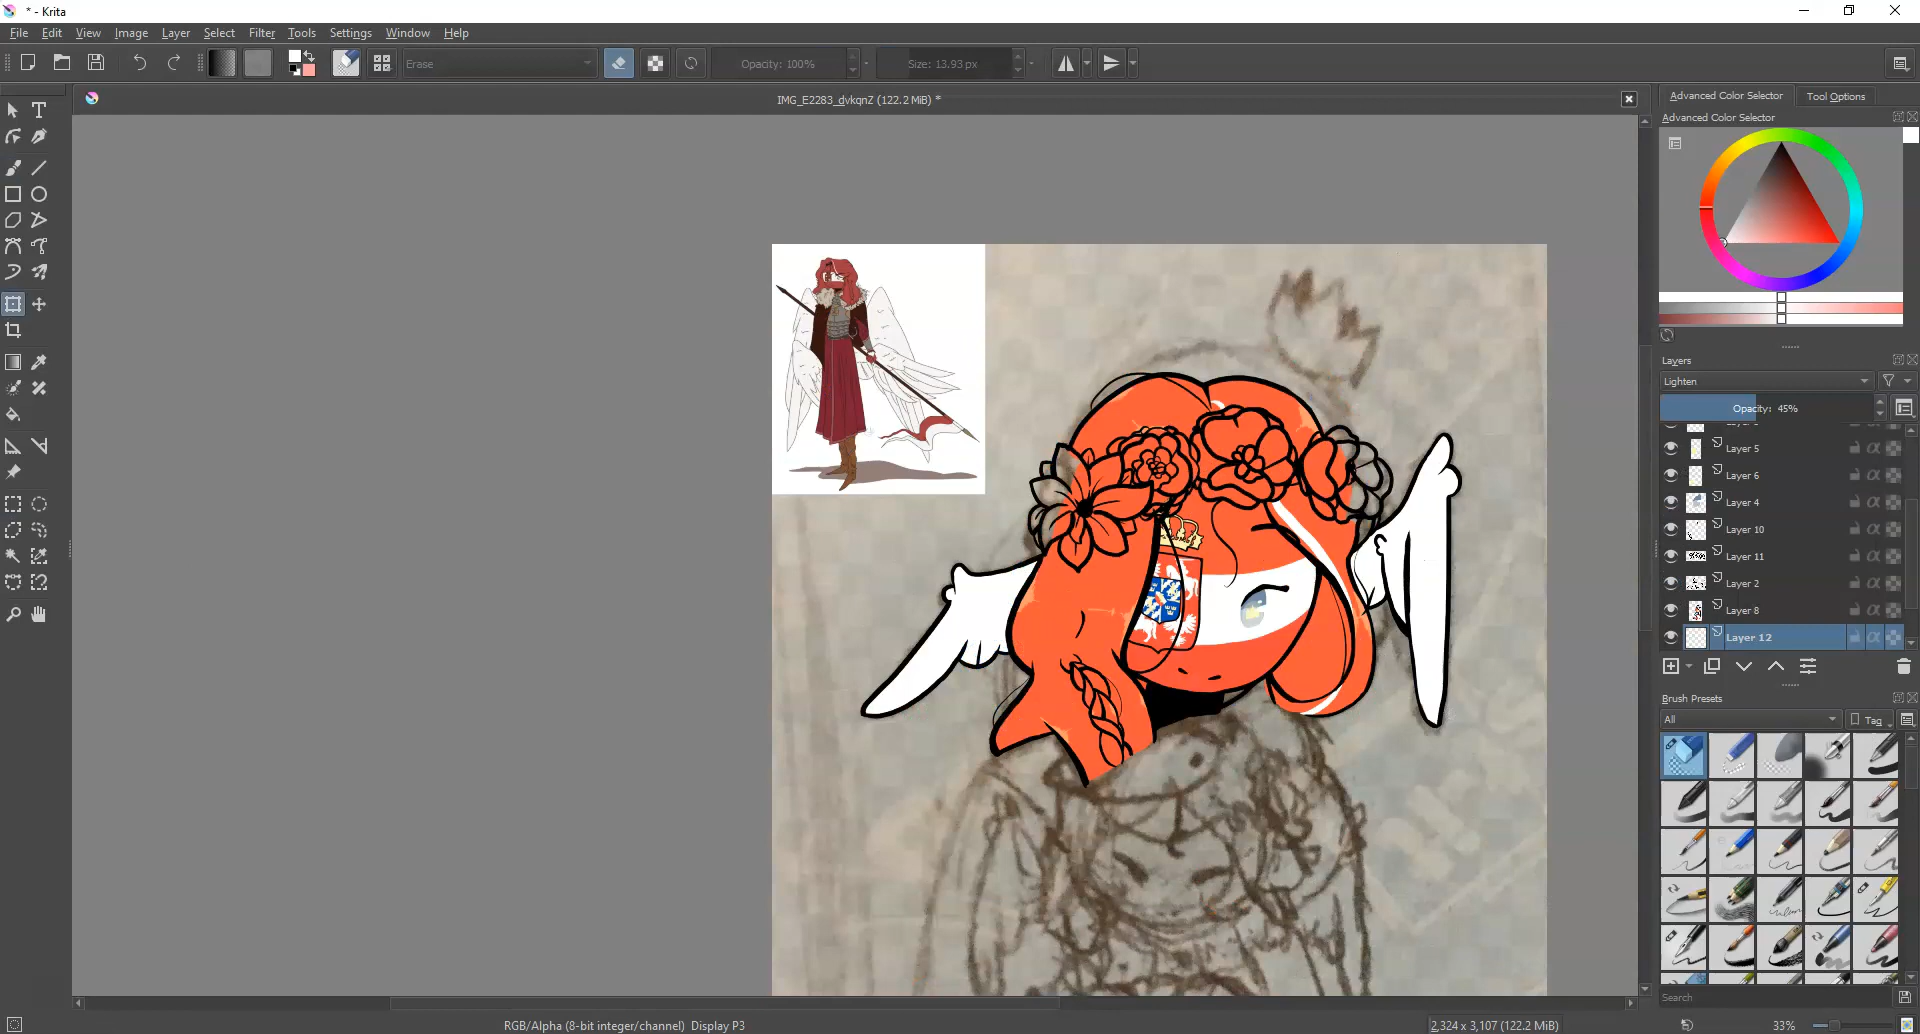 * - Krita
File Edit View Image Layer Select Filter Tools Settings Window Help
Erase
Opacity: 100%
Size: 13.93 px
IMG_E2283_dvkqnZ (122.2 MiB) *
Advanced Color Selector
Tool Options
Advanced Color Selector
Layers
Lighten
Opacity: 45%
Layer 5
Layer 6
Layer 4
Layer 10
Layer 11
Layer 2
Layer 8
Layer 12
Brush Presets
All
Tag
Search
RGB/Alpha (8-bit integer/channel) Display P3
2,324 x 3,107 (122.2 MiB)
33%